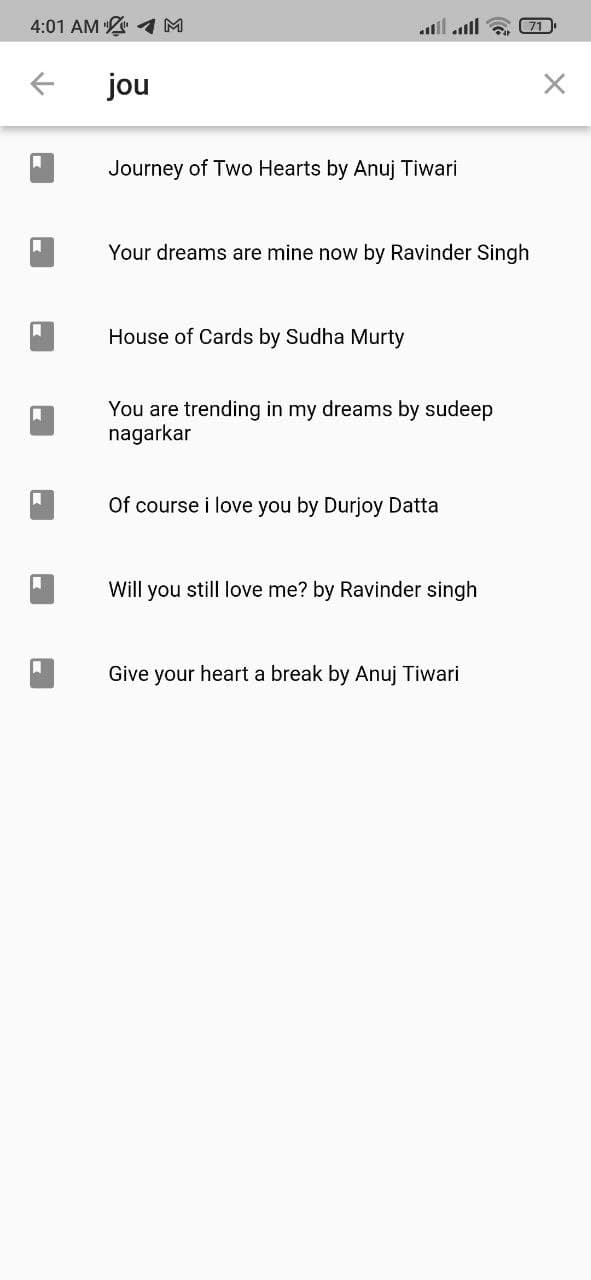 4:01 AM
71
jou
Journey of Two Hearts by Anuj Tiwari
Your dreams are mine now by Ravinder Singh
House of Cards by Sudha Murty
You are trending in my dreams by sudeep
nagarkar
Of course i love you by Durjoy Datta
Will you still love me? by Ravinder singh
Give your heart a break by Anuj Tiwari